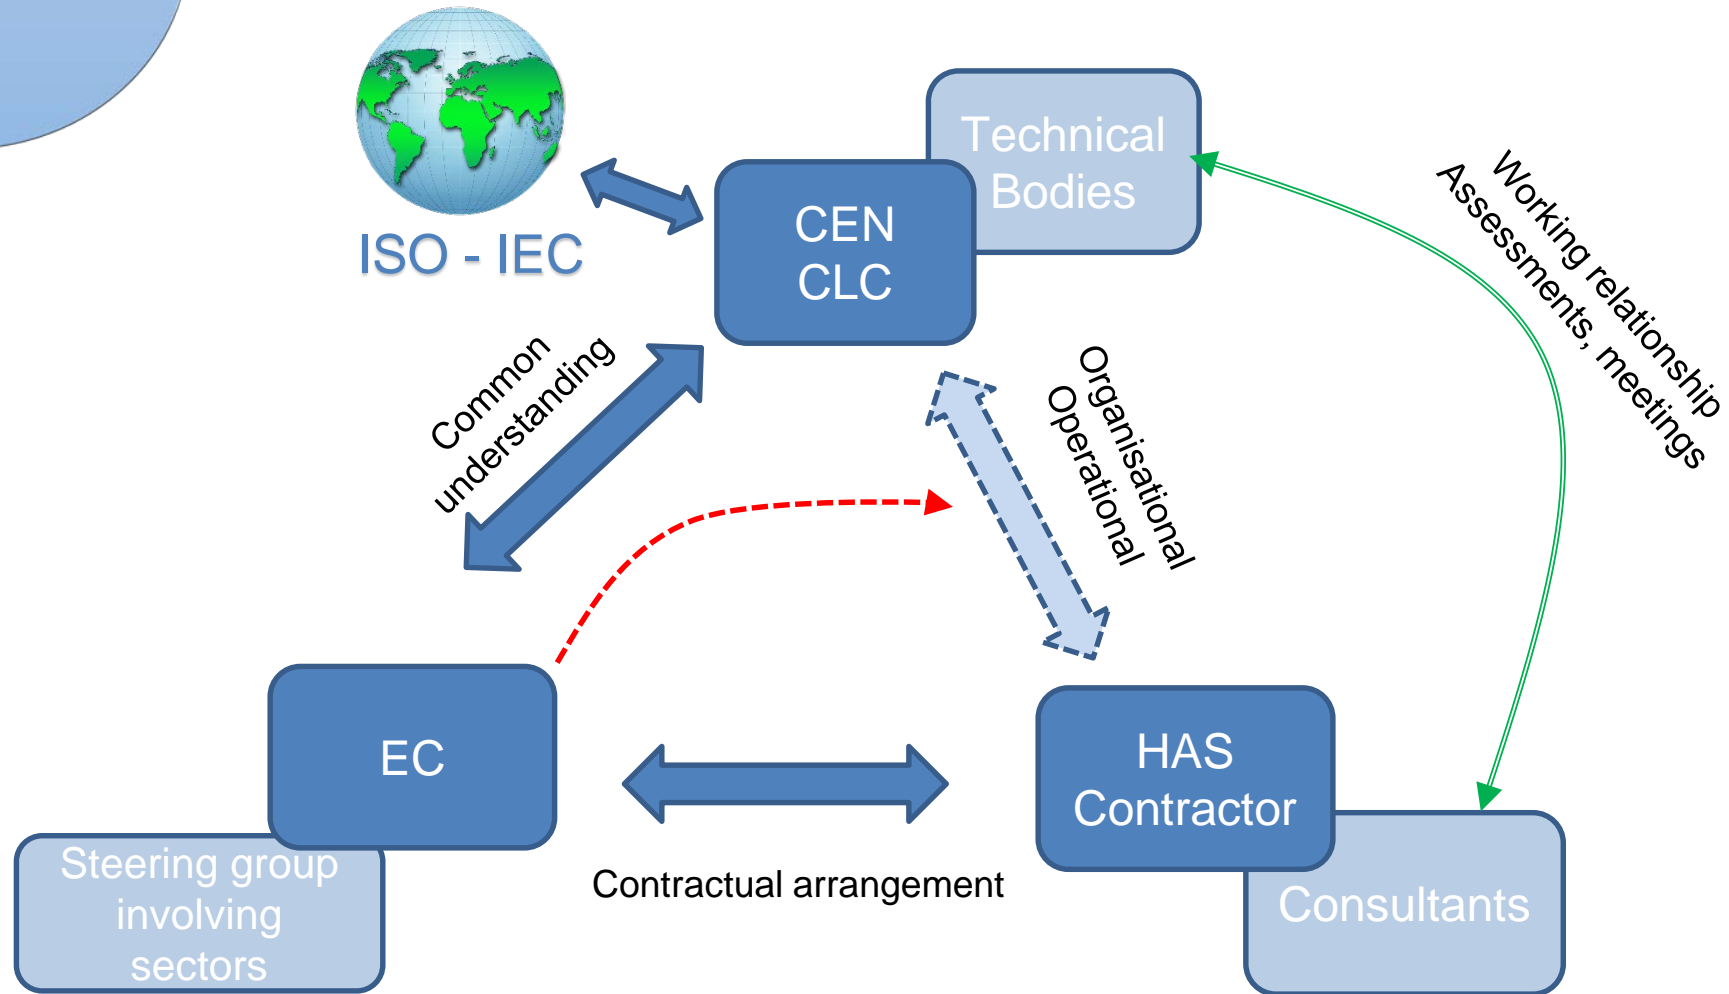 ISO - IEC
Technical
Bodies
CEN
CLC
Working relationship
Assessments, meetings
Common
understanding
Organisational
Operational
EC
HAS
Contractor
Steering group
involving
sectors
Contractual arrangement
Consultants